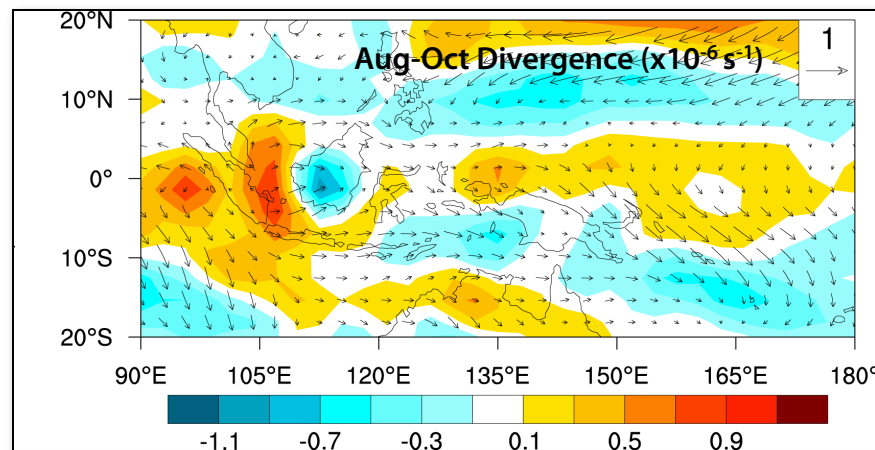 20°N
1
Aug-Oct Divergence (x10⁻⁶ s⁻¹)
10°N
0°
10°S
20°S
90°E 105°E 120°E 135°E 150°E 165°E 180°
-1.1 -0.7 -0.3 0.1 0.5 0.9